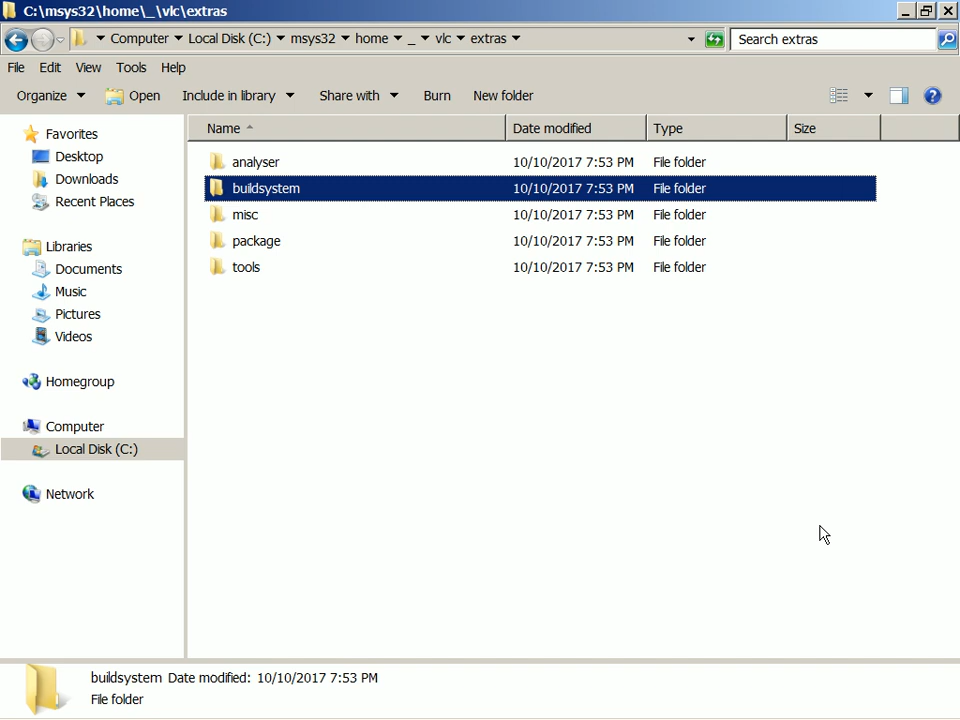 C:\msys32\home\_\vlc\extras
Computer Local Disk (C:) msys32 home _ vlc extras Search extras
File Edit View Tools Help
Organize Open Include in library Share with Burn New folder
Name Date modified Type Size
Favorites
Desktop
Downloads
Recent Places
Libraries
Documents
Music
Pictures
Videos
Homegroup
Computer
Local Disk (C:)
Network
analyser 10/10/2017 7:53 PM File folder
buildsystem 10/10/2017 7:53 PM File folder
misc 10/10/2017 7:53 PM File folder
package 10/10/2017 7:53 PM File folder
tools 10/10/2017 7:53 PM File folder
buildsystem Date modified: 10/10/2017 7:53 PM
File folder